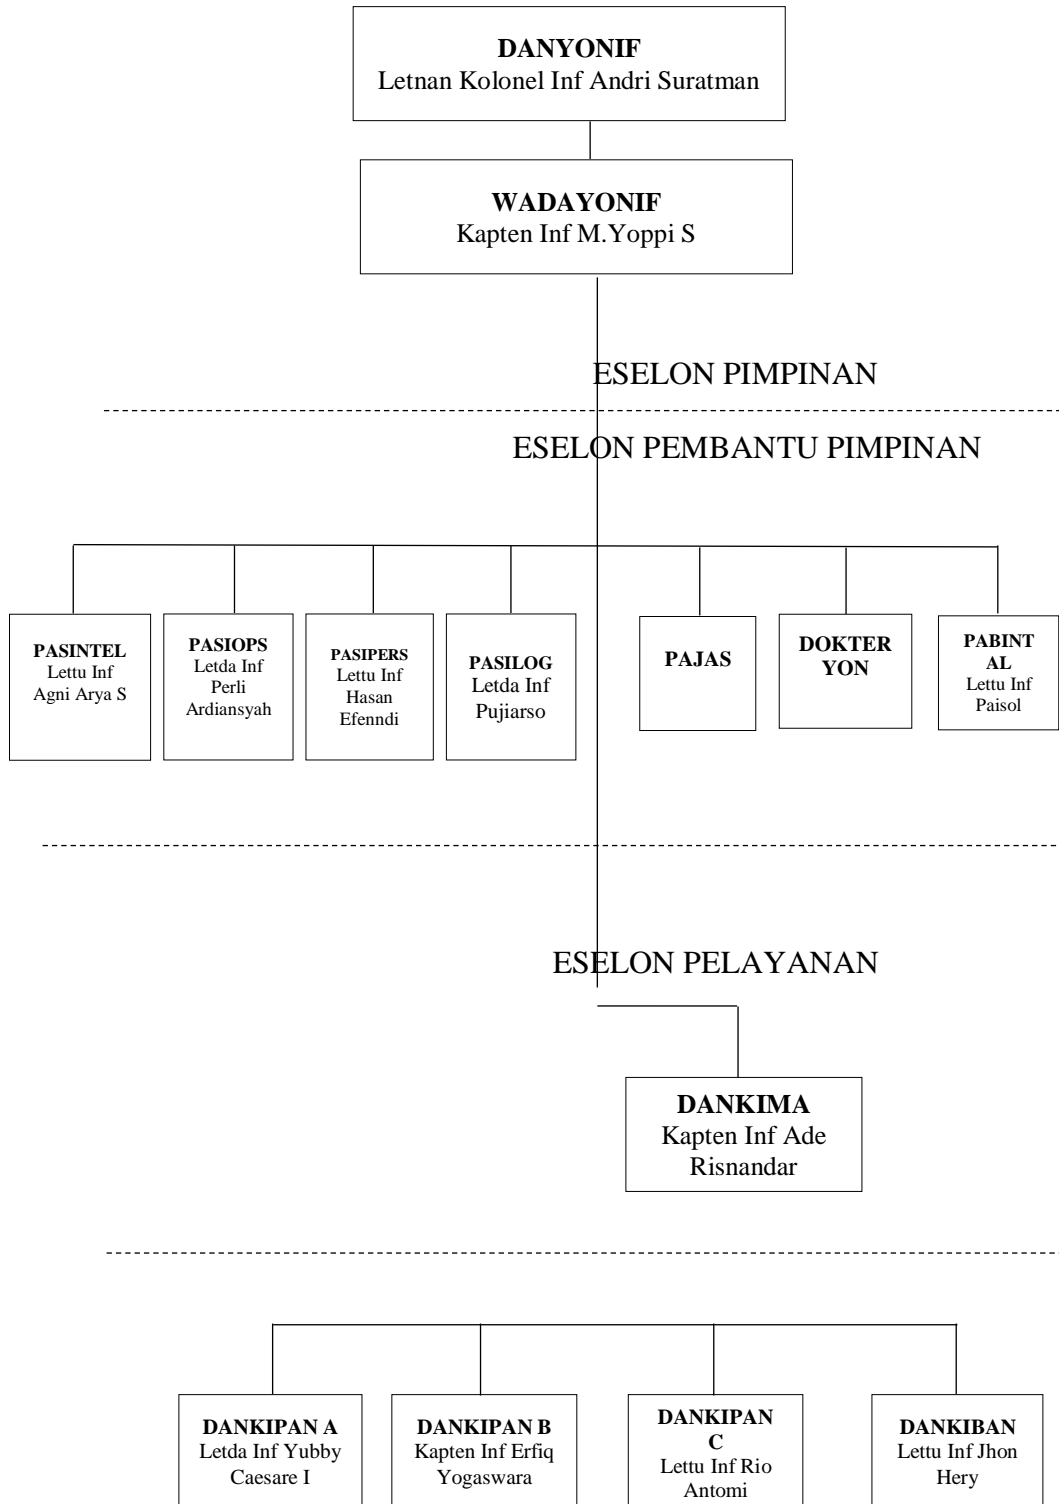 DANYONIF
Letnan Kolonel Inf Andri Suratman
WADAYONIF
Kapten Inf M.Yoppi S
ESELON PIMPINAN
ESELON PEMBANTU PIMPINAN
PASINTEL
Lettu Inf
Agni Arya S
PASIOPS
Letda Inf
Perli
Ardiansyah
PASIPERS
Lettu Inf
Hasan
Efenndi
PASILOG
Letda Inf
Pujiarso
PAJAS
DOKTER
YON
PABINT
AL
Lettu Inf
Paisol
ESELON PELAYANAN
DANKIMA
Kapten Inf Ade
Risnandar
DANKIPAN A
Letda Inf Yubby
Caesare I
DANKIPAN B
Kapten Inf Erfiq
Yogaswara
DANKIPAN
C
Lettu Inf Rio
Antomi
DANKIBAN
Lettu Inf Jhon
Hery